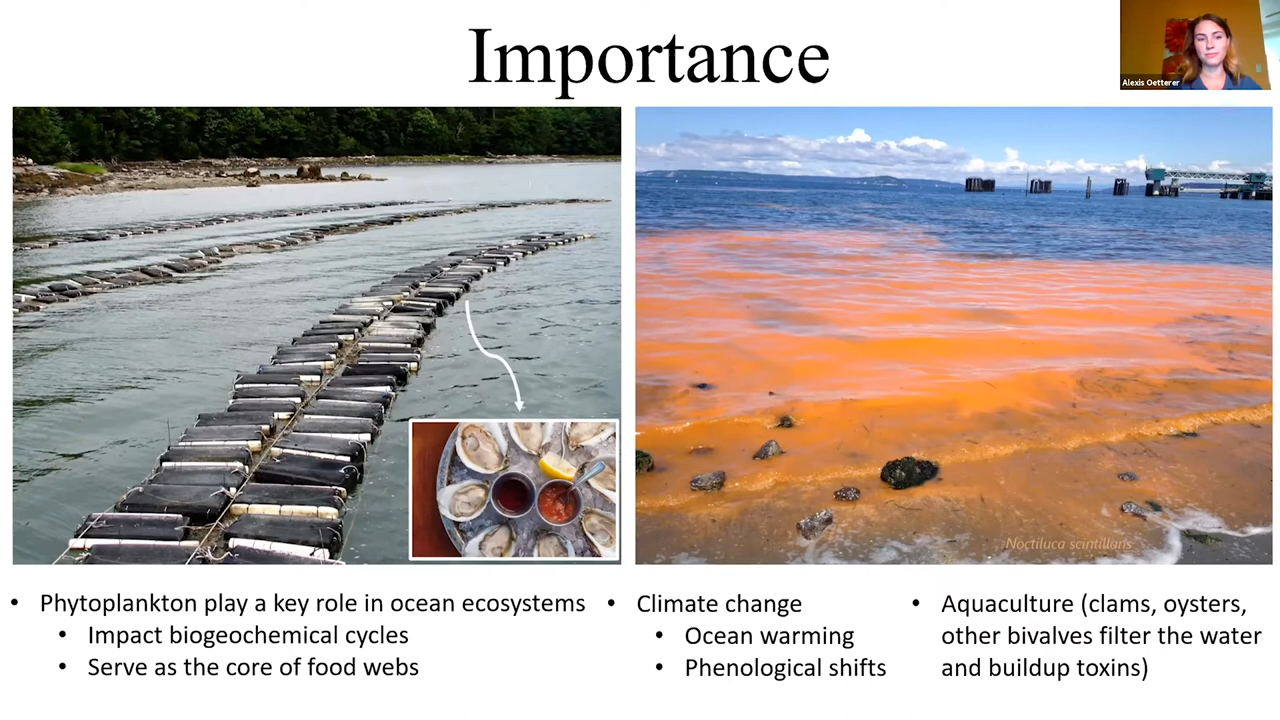 Importance
Alexis Oetterer
Noctiluca scintillans
• Phytoplankton play a key role in ocean ecosystems
• Impact biogeochemical cycles
• Serve as the core of food webs
• Climate change
• Ocean warming
• Phenological shifts
• Aquaculture (clams, oysters,
other bivalves filter the water
and buildup toxins)